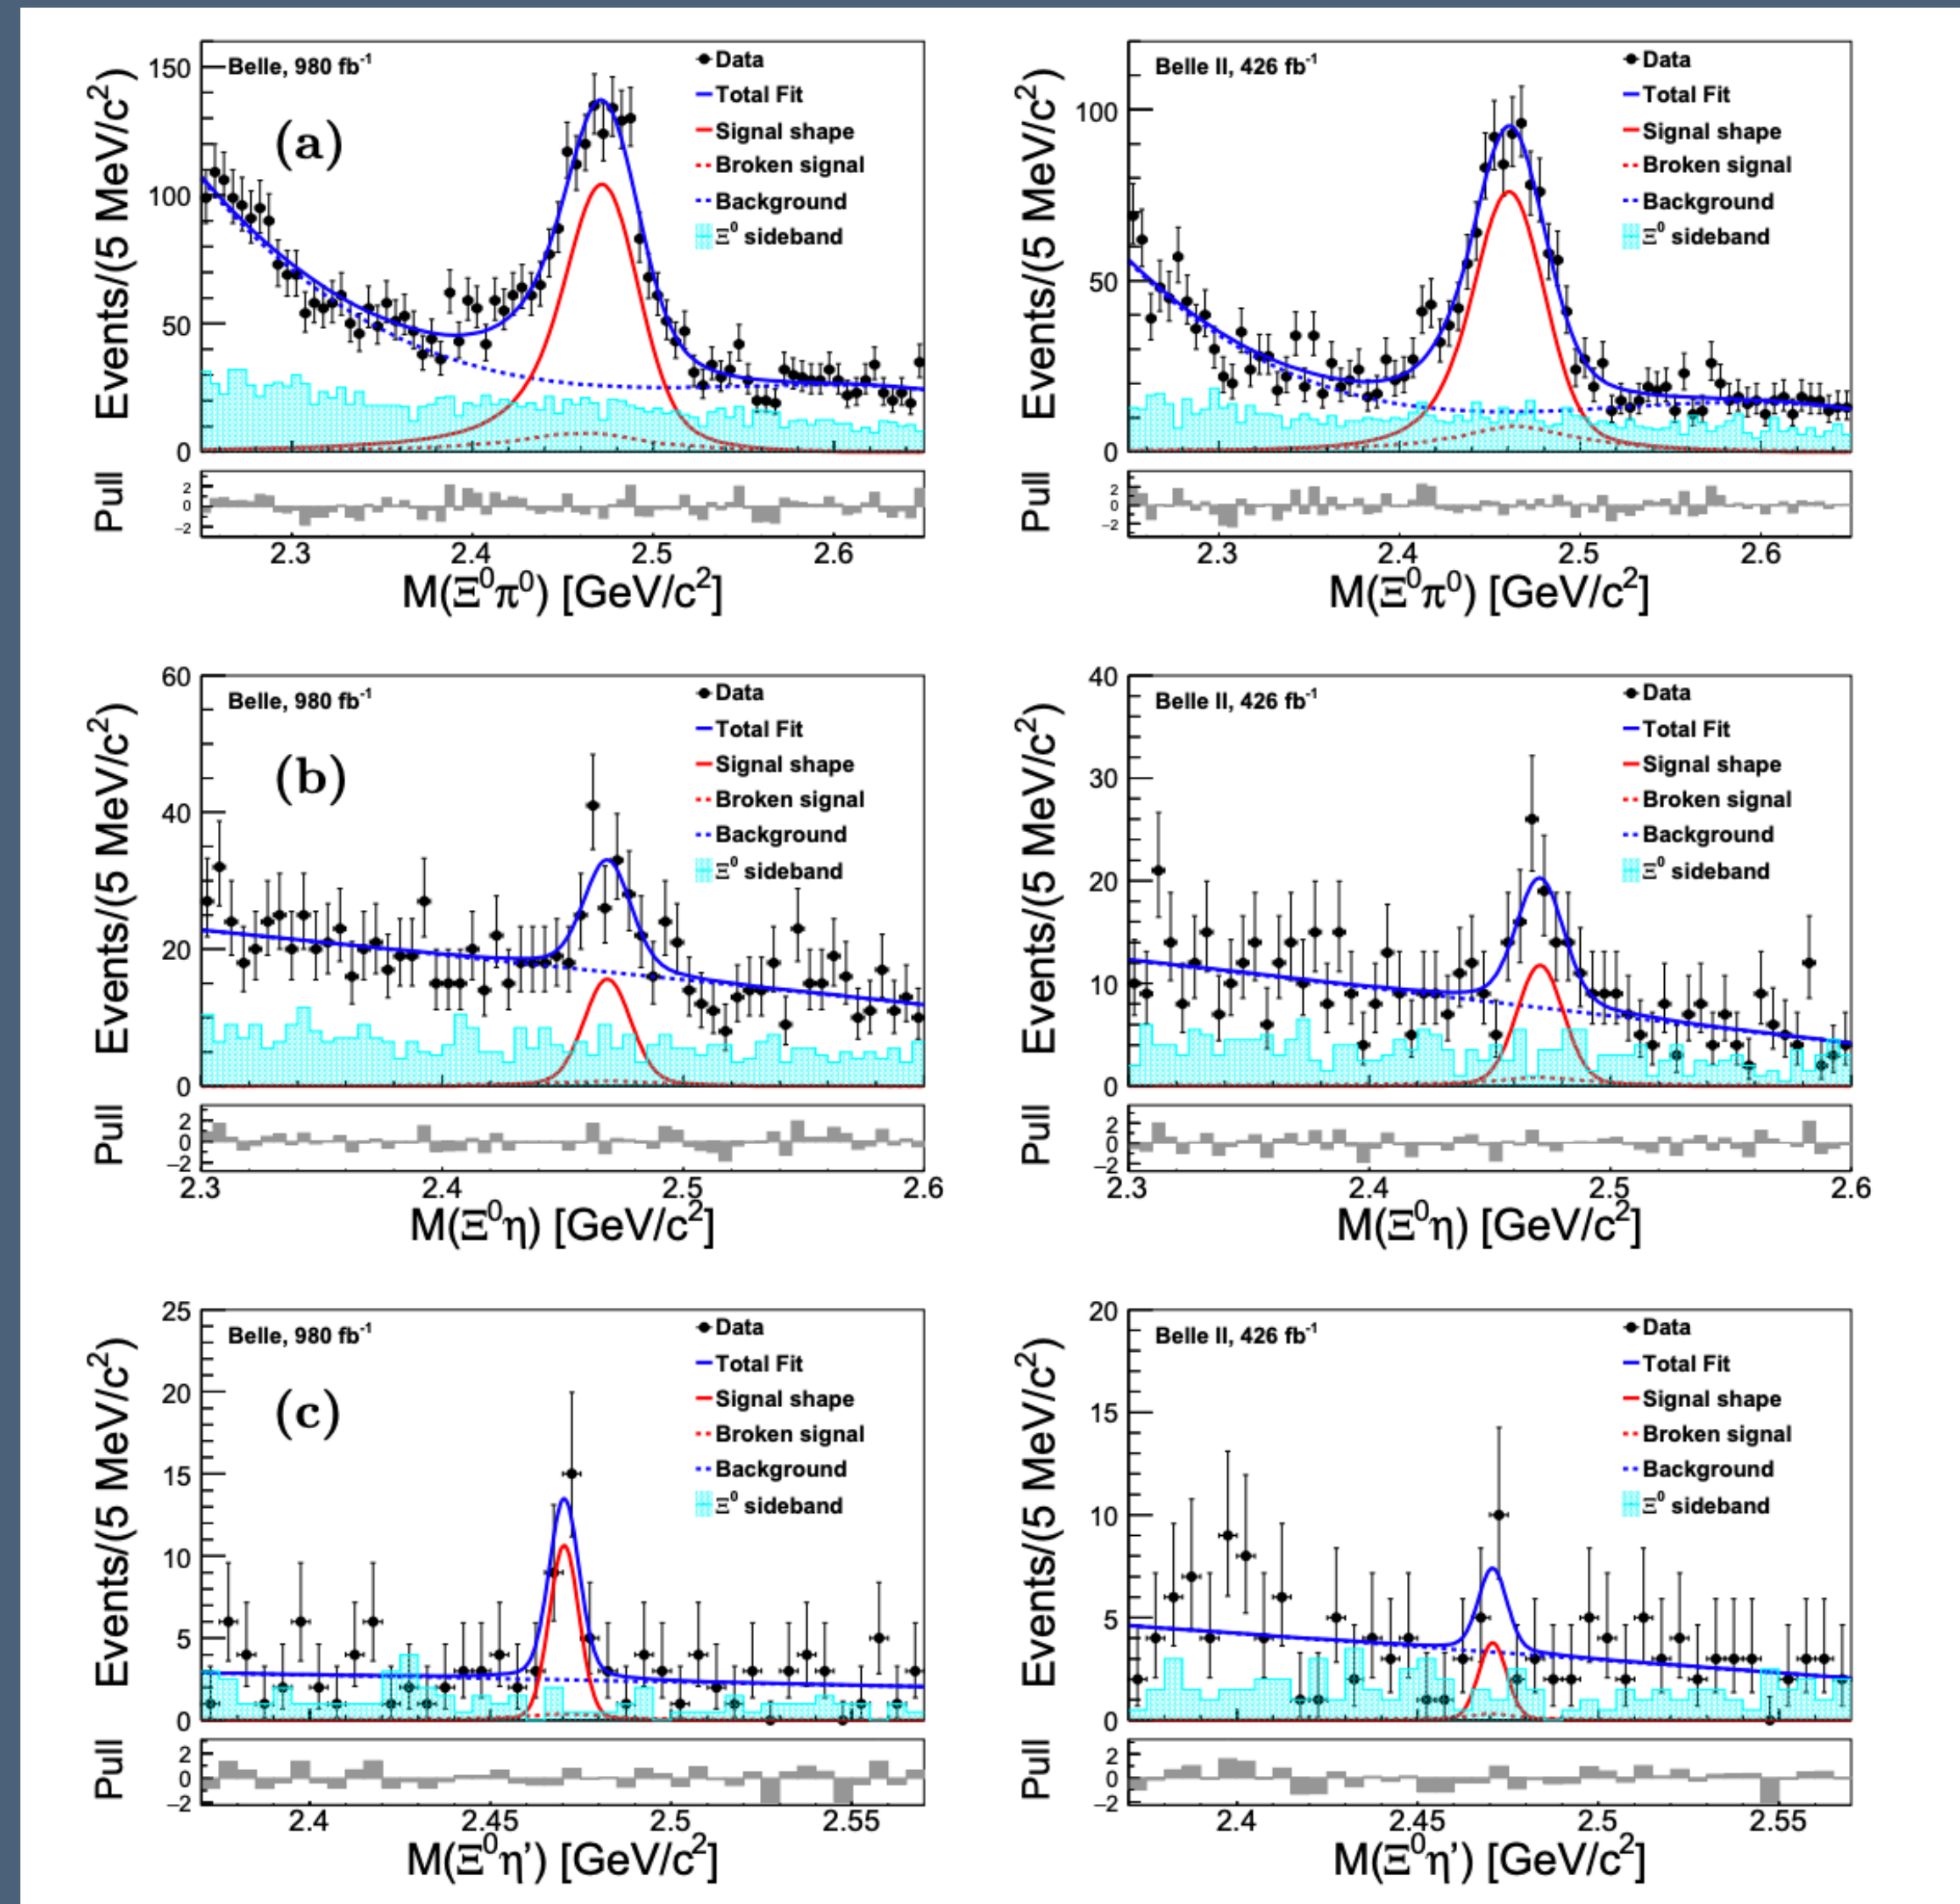 Belle, 980 fb⁻¹
(a)
Data
Total Fit
Signal shape
Broken signal
Background
Ξ⁰ sideband
Events/(5 MeV/c²)
150
100
50
0
Pull
2
0
−2
2.3 2.4 2.5 2.6
M(Ξ⁰π⁰) [GeV/c²]
Belle II, 426 fb⁻¹
Data
Total Fit
Signal shape
Broken signal
Background
Ξ⁰ sideband
Events/(5 MeV/c²)
100
50
0
Pull
2
0
−2
2.3 2.4 2.5 2.6
M(Ξ⁰π⁰) [GeV/c²]
Belle, 980 fb⁻¹
(b)
Data
Total Fit
Signal shape
Broken signal
Background
Ξ⁰ sideband
Events/(5 MeV/c²)
60
40
20
0
Pull
2
0
−2
2.3 2.4 2.5 2.6
M(Ξ⁰η) [GeV/c²]
Belle II, 426 fb⁻¹
Data
Total Fit
Signal shape
Broken signal
Background
Ξ⁰ sideband
Events/(5 MeV/c²)
40
30
20
10
0
Pull
2
0
−2
2.3 2.4 2.5 2.6
M(Ξ⁰η) [GeV/c²]
Belle, 980 fb⁻¹
(c)
Data
Total Fit
Signal shape
Broken signal
Background
Ξ⁰ sideband
Events/(5 MeV/c²)
25
20
15
10
5
0
Pull
2
0
−2
2.4 2.45 2.5 2.55
M(Ξ⁰η') [GeV/c²]
Belle II, 426 fb⁻¹
Data
Total Fit
Signal shape
Broken signal
Background
Ξ⁰ sideband
Events/(5 MeV/c²)
20
15
10
5
0
Pull
2
0
−2
2.4 2.45 2.5 2.55
M(Ξ⁰η') [GeV/c²]